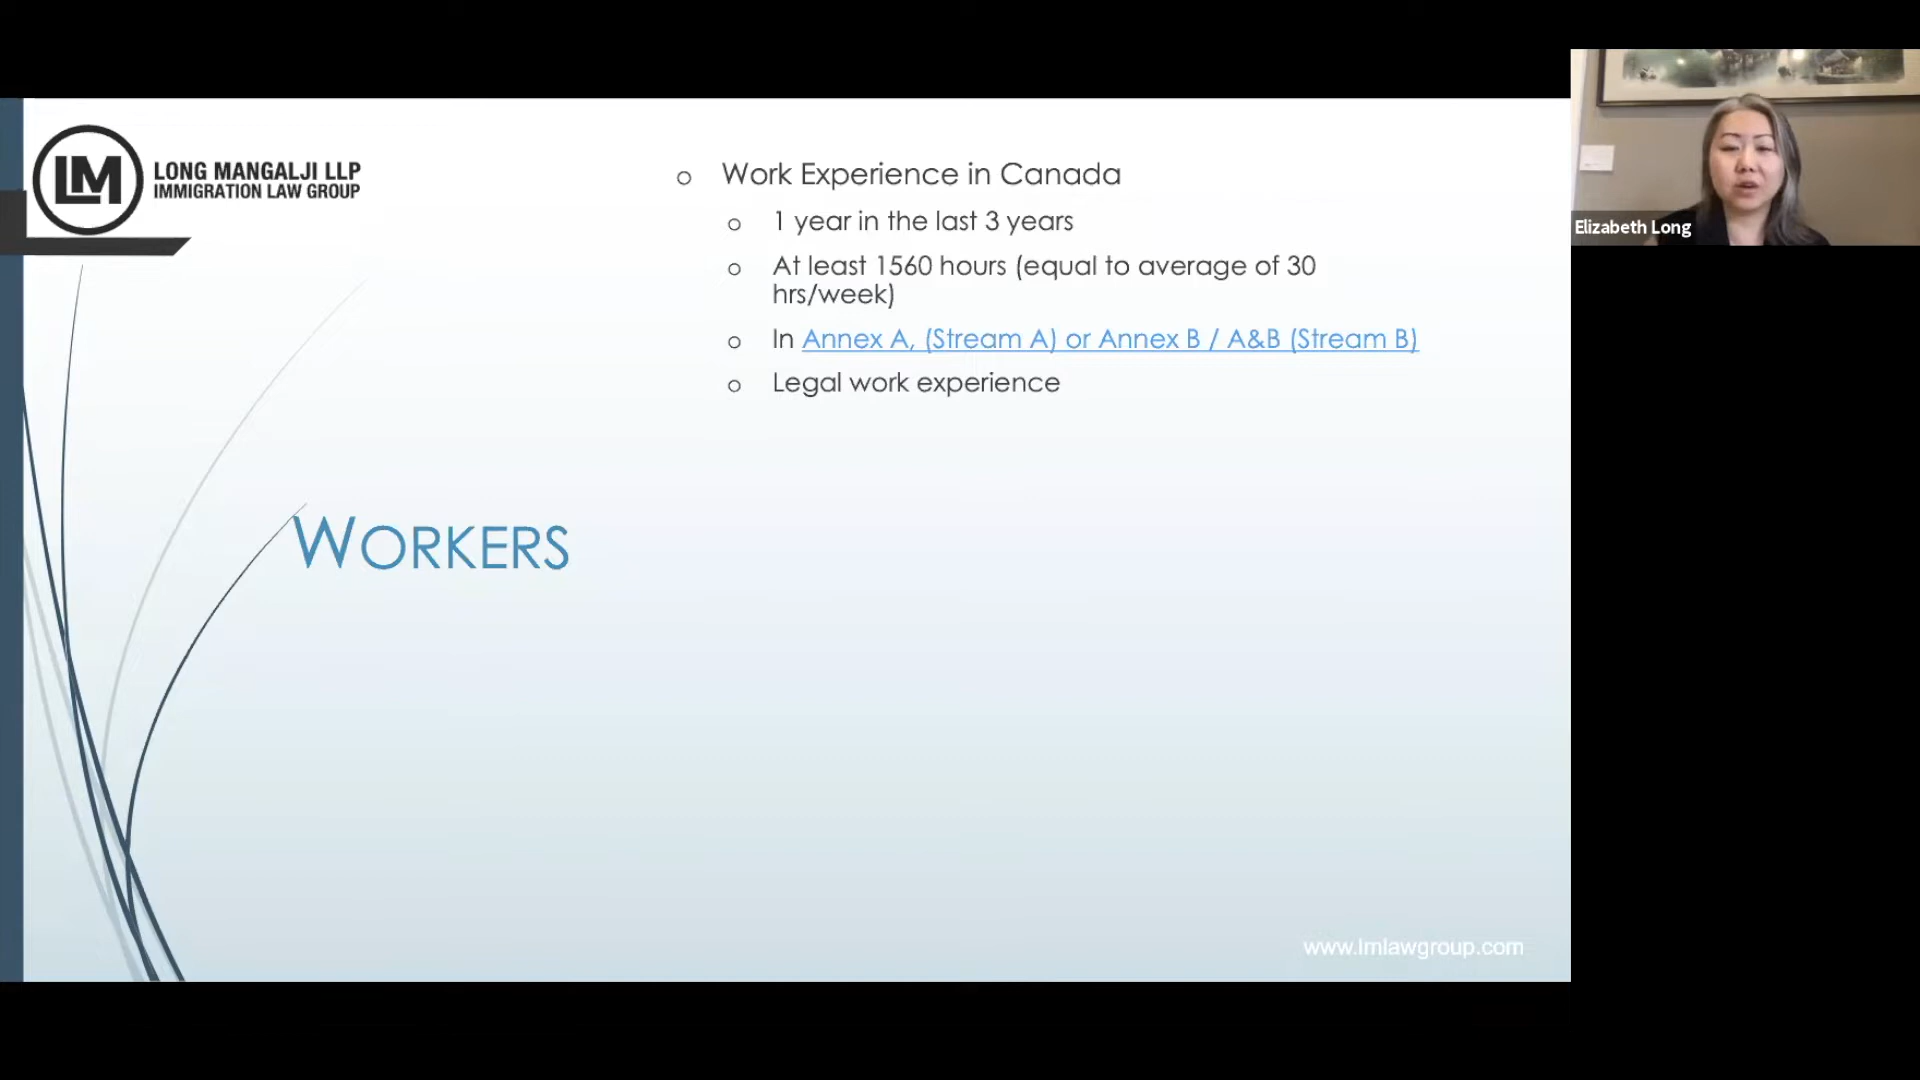 LONG MANGALJI LLP
IMMIGRATION LAW GROUP
Work Experience in Canada
1 year in the last 3 years
At least 1560 hours (equal to average of 30
hrs/week)
In Annex A, (Stream A) or Annex B / A&B (Stream B)
Legal work experience
WORKERS
www.lmlawgroup.com
Elizabeth Long
LM